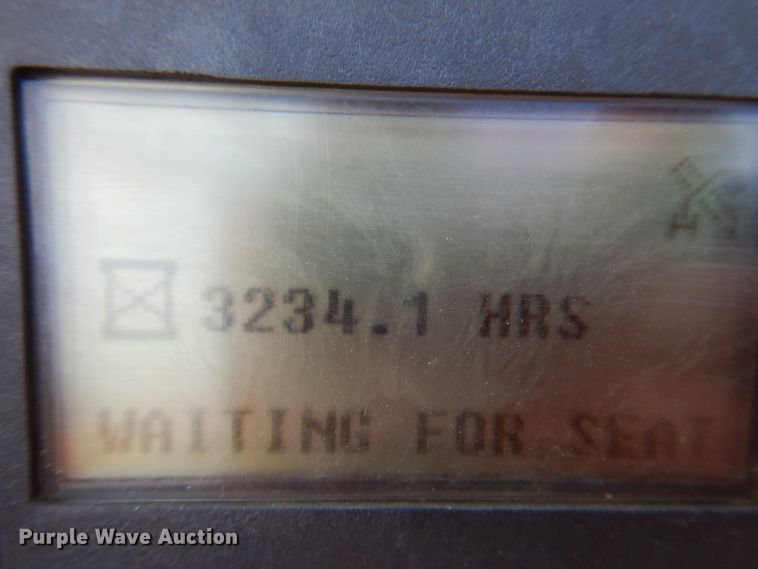 3234.1 HRS
WAITING FOR SEAT
Purple Wave Auction